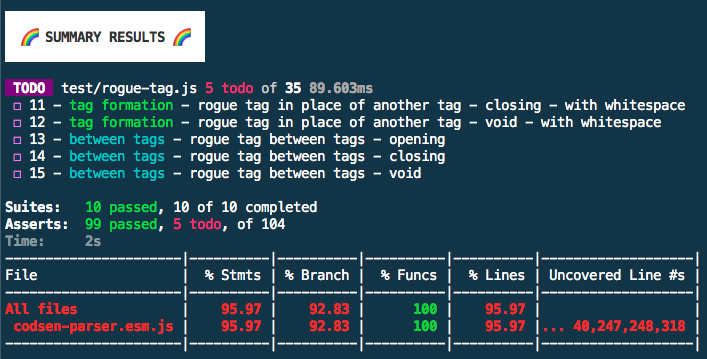 🌈 SUMMARY RESULTS 🌈
TODO test/rogue-tag.js 5 todo of 35 89.603ms
□ 11 – tag formation – rogue tag in place of another tag – closing – with whitespace
□ 12 – tag formation – rogue tag in place of another tag – void – with whitespace
□ 13 – between tags – rogue tag between tags – opening
□ 14 – between tags – rogue tag between tags – closing
□ 15 – between tags – rogue tag between tags – void
Suites: 10 passed, 10 of 10 completed
Asserts: 99 passed, 5 todo, of 104
Time: 2s
----------------------|----------|----------|----------|----------|-------------------|
File | % Stmts | % Branch | % Funcs | % Lines | Uncovered Line #s |
----------------------|----------|----------|----------|----------|-------------------|
All files | 95.97 | 92.83 | 100 | 95.97 | |
codsen-parser.esm.js | 95.97 | 92.83 | 100 | 95.97 |... 40,247,248,318 |
----------------------|----------|----------|----------|----------|-------------------|